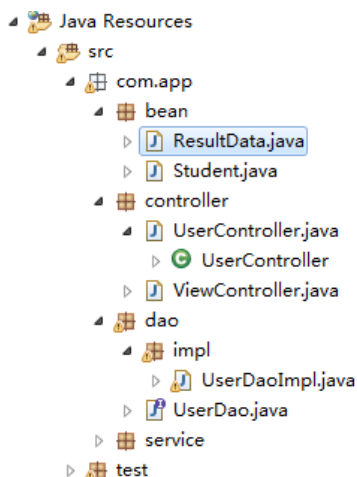 Java Resources
src
com.app
bean
ResultData.java
Student.java
controller
UserController.java
UserController
ViewController.java
dao
impl
UserDaoImpl.java
UserDao.java
service
test